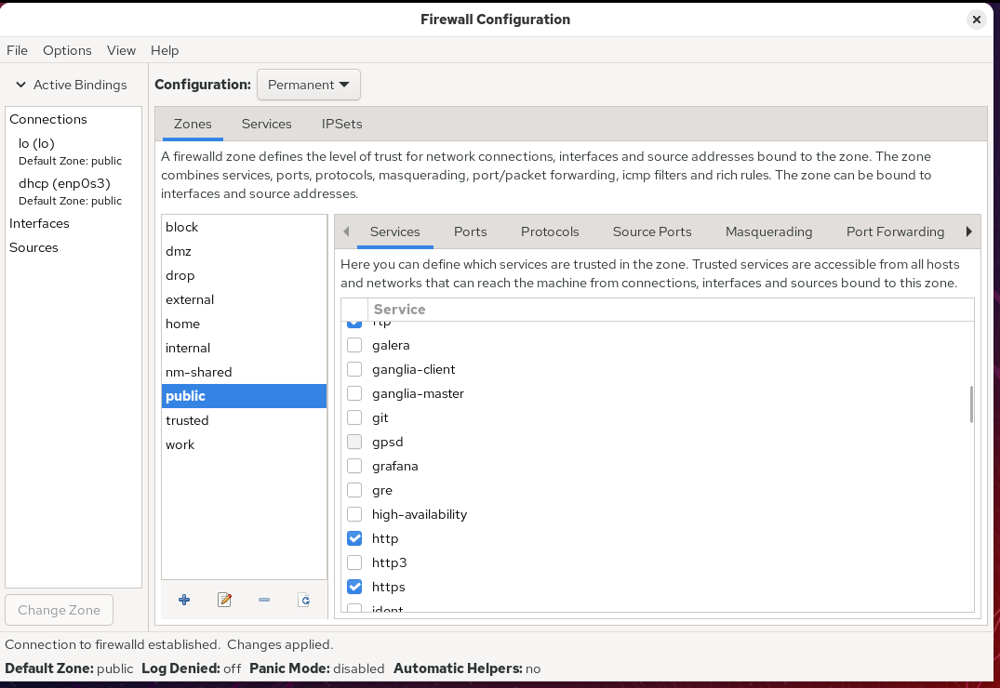 Firewall Configuration
File Options View Help
Active Bindings
Configuration: Permanent
Connections
lo (lo)
Default Zone: public
dhcp (enp0s3)
Default Zone: public
Interfaces
Sources
Change Zone
Zones Services IPSets
A firewalld zone defines the level of trust for network connections, interfaces and source addresses bound to the zone. The zone
combines services, ports, protocols, masquerading, port/packet forwarding, icmp filters and rich rules. The zone can be bound to
interfaces and source addresses.
block
dmz
drop
external
home
internal
nm-shared
public
trusted
work
Services Ports Protocols Source Ports Masquerading Port Forwarding
Here you can define which services are trusted in the zone. Trusted services are accessible from all hosts
and networks that can reach the machine from connections, interfaces and sources bound to this zone.
Service
ftp
galera
ganglia-client
ganglia-master
git
gpsd
grafana
gre
high-availability
http
http3
https
ident
Connection to firewalld established. Changes applied.
Default Zone: public Log Denied: off Panic Mode: disabled Automatic Helpers: no